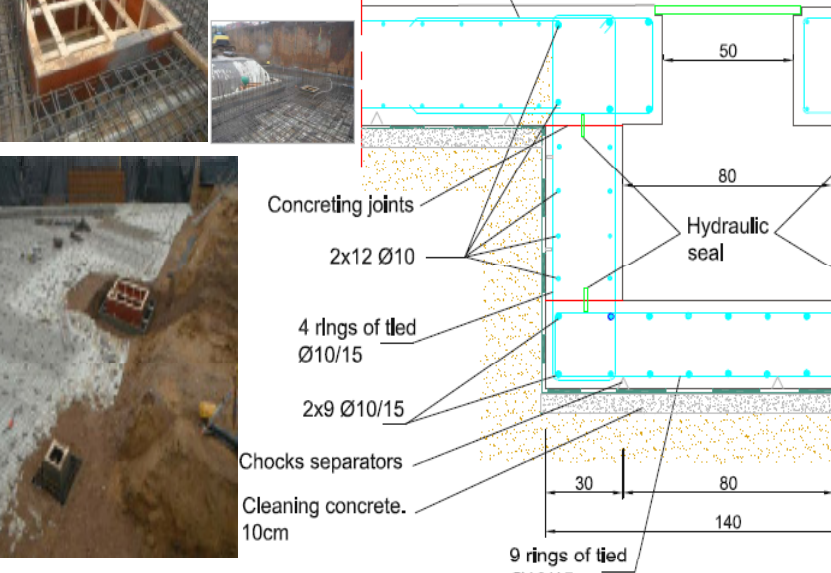 50
80
Concreting joints
Hydraulic
seal
2x12 Ø10
4 rings of tied
Ø10/15
2x9 Ø10/15
Chocks separators
30
80
Cleaning concrete.
10cm
140
9 rings of tied